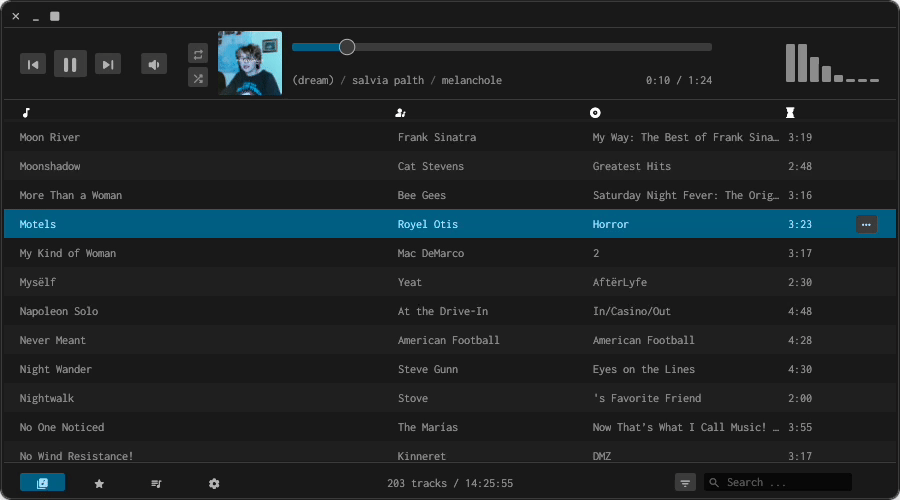 (dream) / salvia palth / melanchole 0:10 / 1:24
Moon River Frank Sinatra My Way: The Best of Frank Sina… 3:19
Moonshadow Cat Stevens Greatest Hits 2:48
More Than a Woman Bee Gees Saturday Night Fever: The Orig… 3:16
Motels Royel Otis Horror 3:23
My Kind of Woman Mac DeMarco 2 3:17
Mysëlf Yeat AftërLyfe 2:30
Napoleon Solo At the Drive-In In/Casino/Out 4:48
Never Meant American Football American Football 4:28
Night Wander Steve Gunn Eyes on the Lines 4:30
Nightwalk Stove 's Favorite Friend 2:00
No One Noticed The Marías Now That's What I Call Music! … 3:55
No Wind Resistance! Kinneret DMZ 3:17
203 tracks / 14:25:55 Search ...